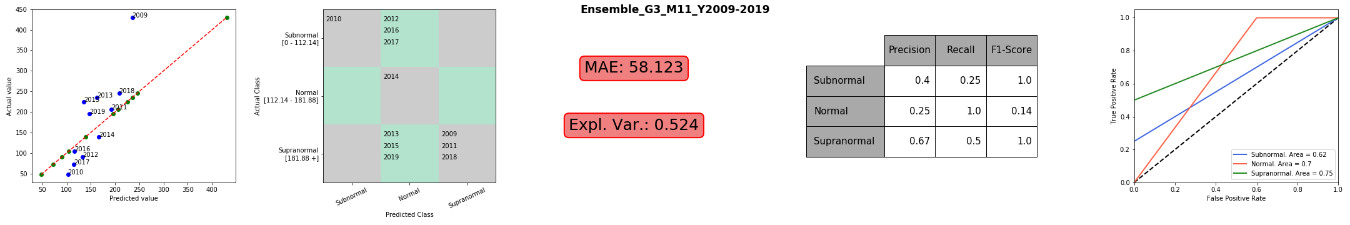 Ensemble_G3_M11_Y2009-2019
450
400
350
300
250
200
150
100
50
Actual value
2009
2018
2013
2015
2011
2019
2014
2016
2012
2017
2010
50 100 150 200 250 300 350 400
Predicted value
Actual Class
Subnormal
[0 - 112.14]
Normal
[112.14 - 181.88]
Supranormal
[181.88 +]
2010
2012
2016
2017
2014
2013
2015
2019
2009
2011
2018
Subnormal Normal Supranormal
Predicted Class
MAE: 58.123
Expl. Var.: 0.524
Precision Recall F1-Score
Subnormal 0.4 0.25 1.0
Normal 0.25 1.0 0.14
Supranormal 0.67 0.5 1.0
True Positive Rate
1.0
0.8
0.6
0.4
0.2
0.0
Subnormal. Area = 0.62
Normal. Area = 0.7
Supranormal. Area = 0.75
0.0 0.2 0.4 0.6 0.8 1.0
False Positive Rate